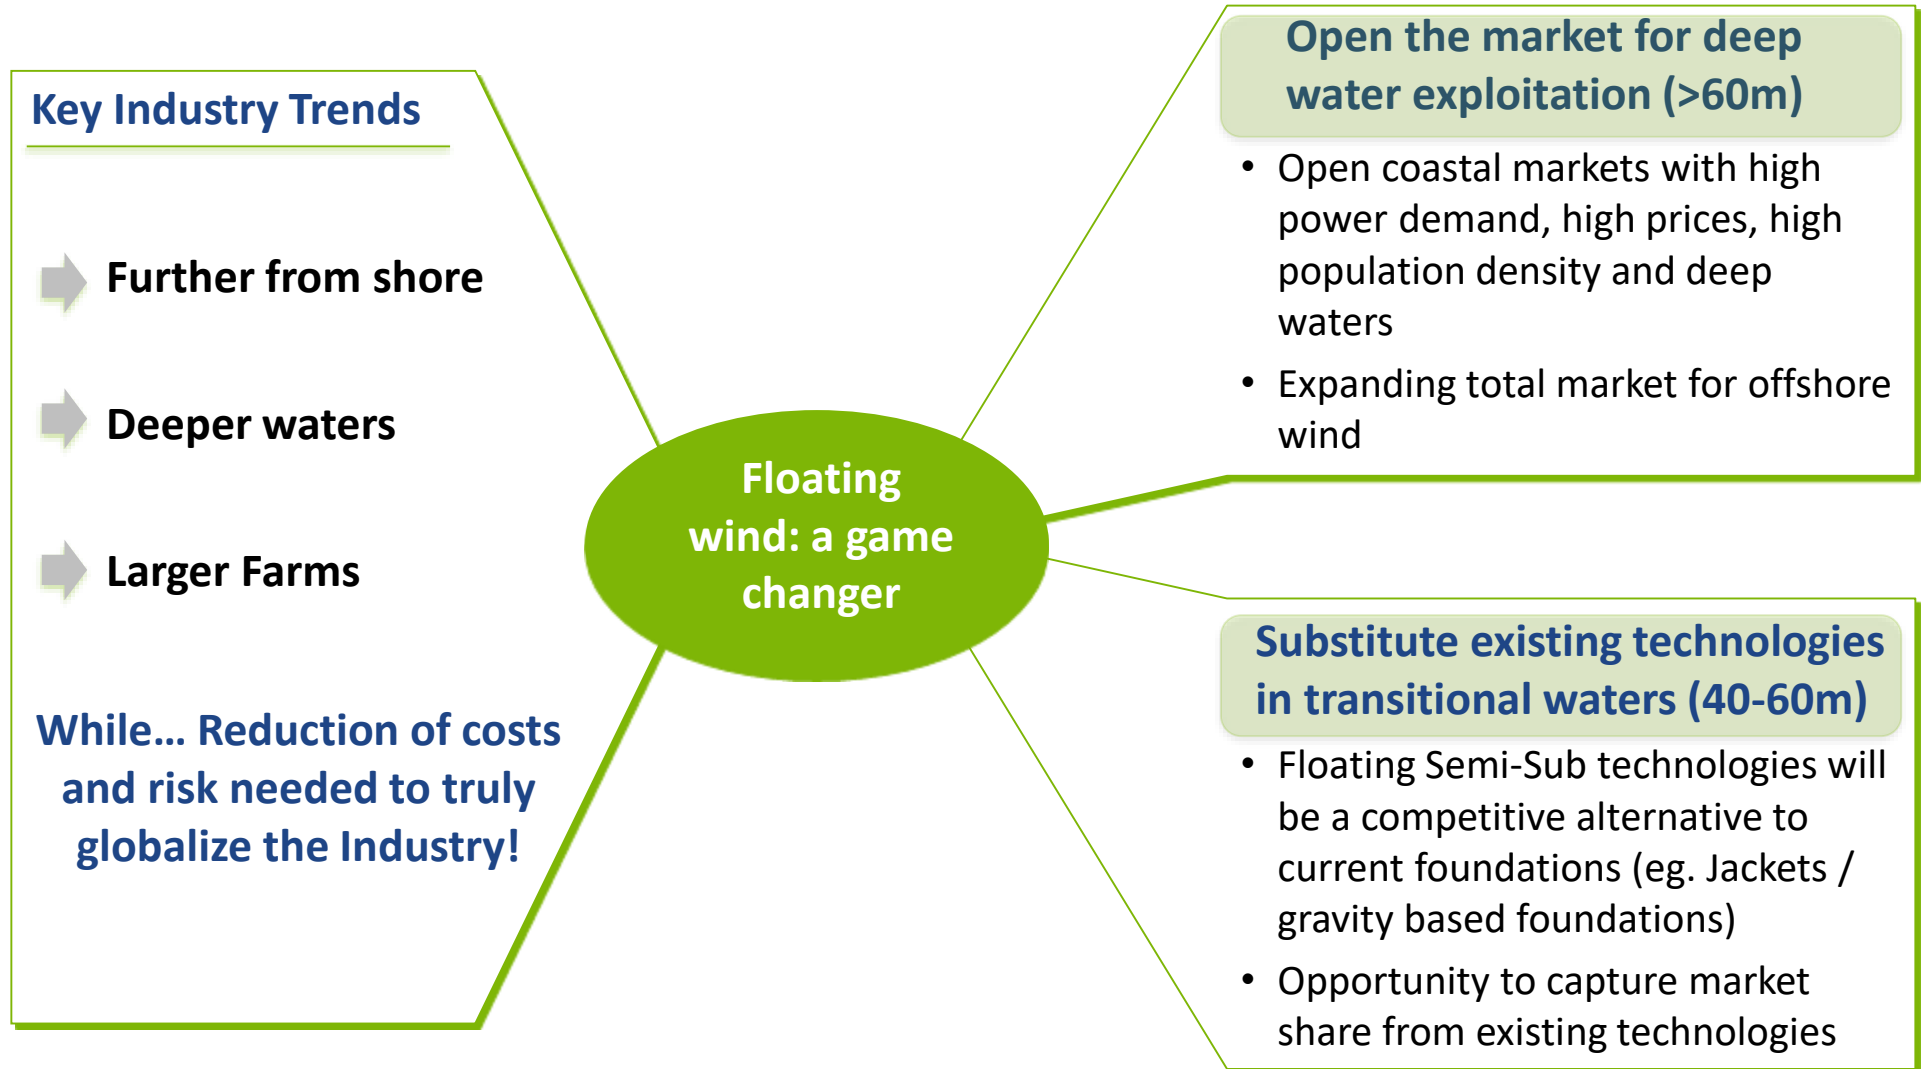 Key Industry Trends
Further from shore
Deeper waters
Larger Farms
While... Reduction of costs
and risk needed to truly
globalize the Industry!
Floating
wind: a game
changer
Open the market for deep
water exploitation (>60m)
• Open coastal markets with high
power demand, high prices, high
population density and deep
waters
• Expanding total market for offshore
wind
Substitute existing technologies
in transitional waters (40-60m)
• Floating Semi-Sub technologies will
be a competitive alternative to
current foundations (eg. Jackets /
gravity based foundations)
• Opportunity to capture market
share from existing technologies